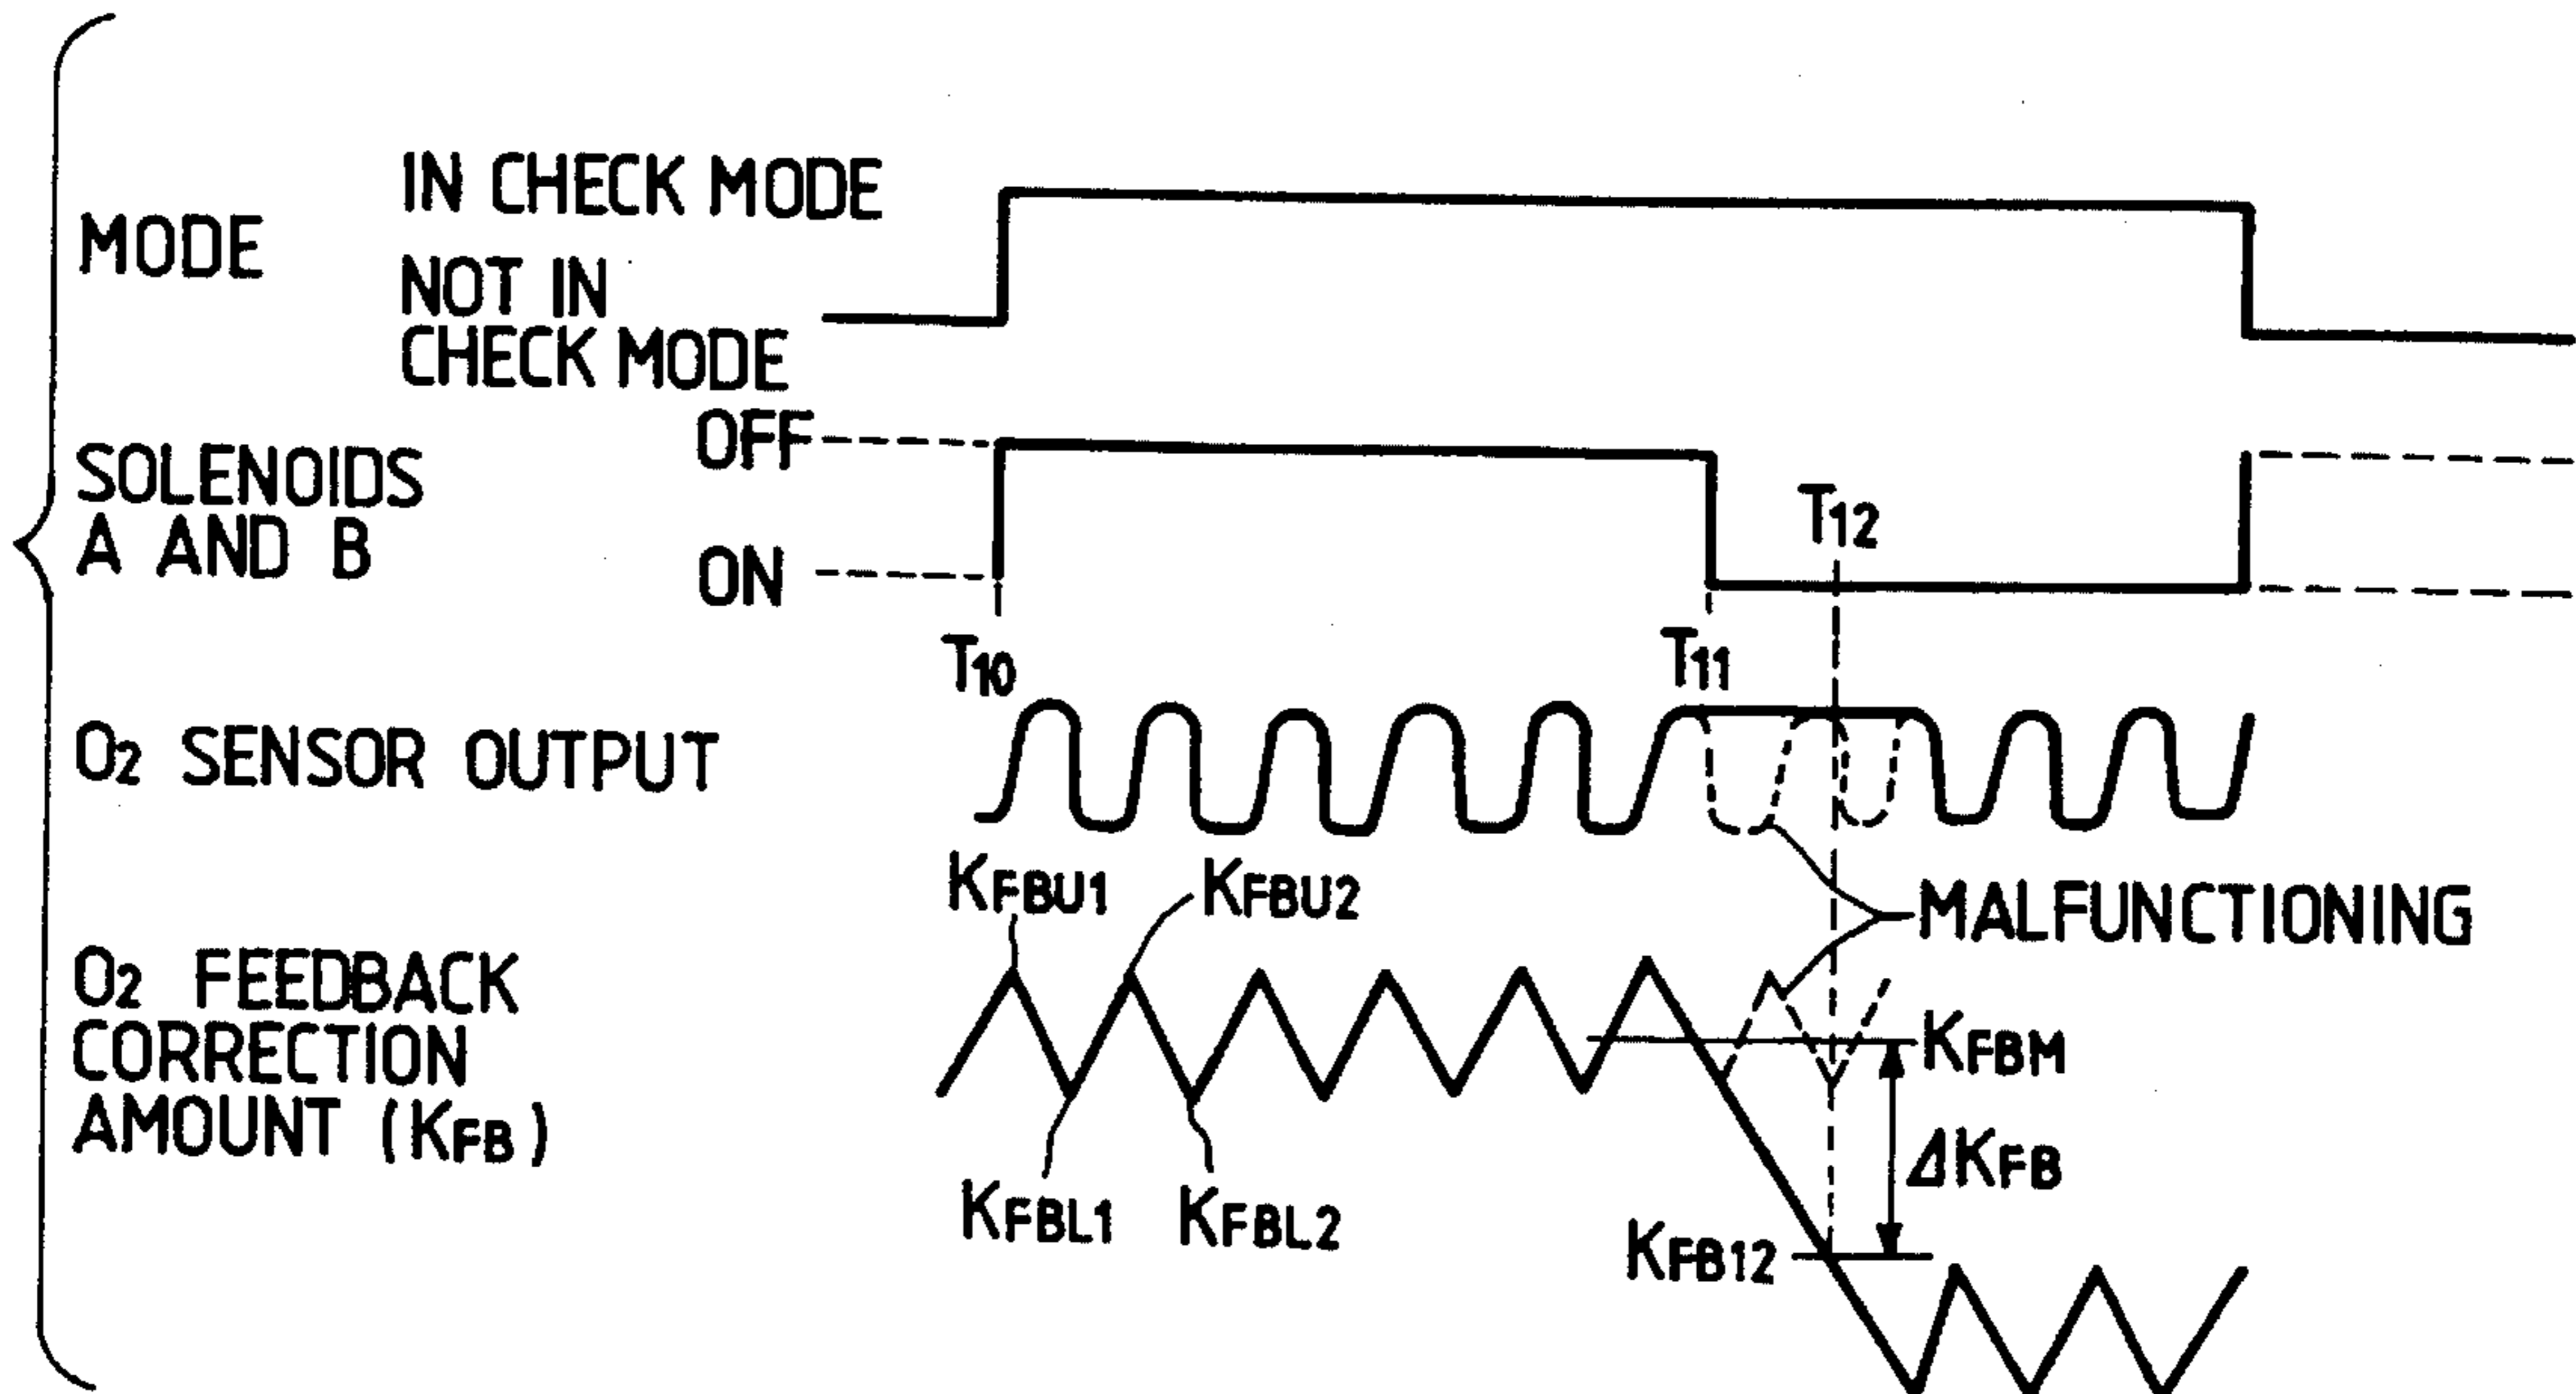 IN CHECK MODE
MODE
NOT IN
CHECK MODE
OFF
SOLENOIDS
A AND B
ON
T12
T10
T11
O2 SENSOR OUTPUT
KFBU1
KFBU2
MALFUNCTIONING
O2 FEEDBACK
CORRECTION
AMOUNT (KFB)
KFBM
ΔKFB
KFBL1
KFBL2
KFB12